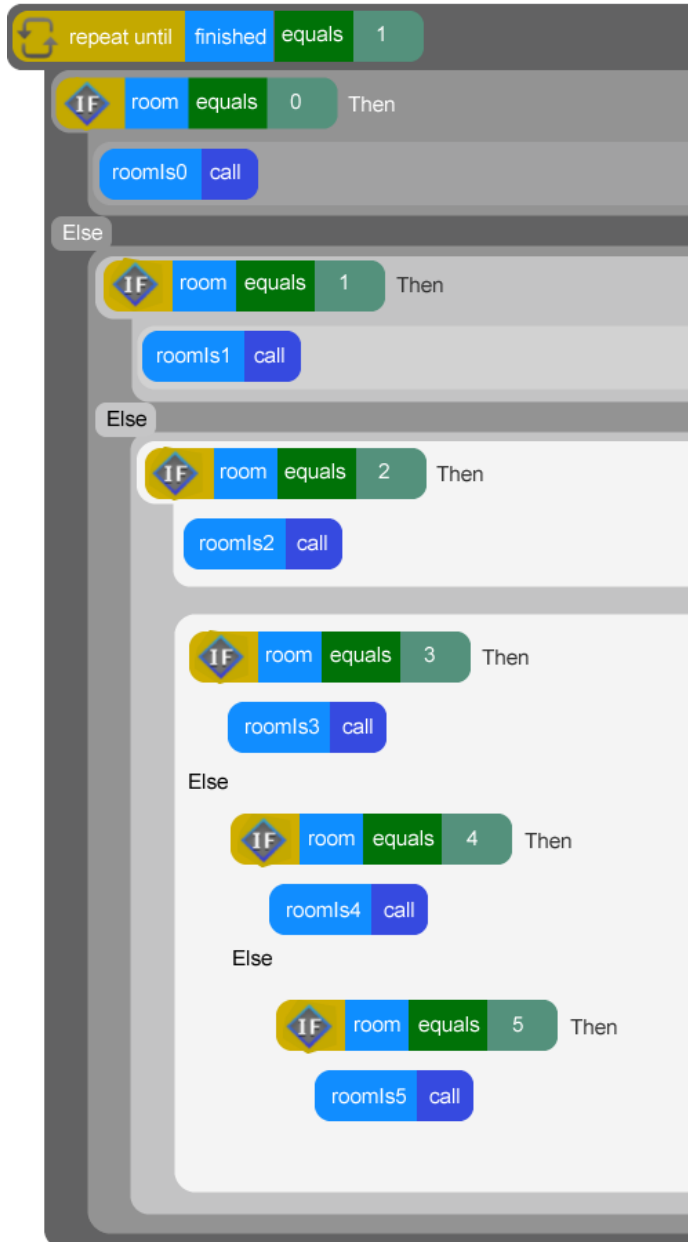 repeat until finished equals 1
IF room equals 0 Then
roomIs0 call
Else
IF room equals 1 Then
roomIs1 call
Else
IF room equals 2 Then
roomIs2 call
IF room equals 3 Then
roomIs3 call
Else
IF room equals 4 Then
roomIs4 call
Else
IF room equals 5 Then
roomIs5 call